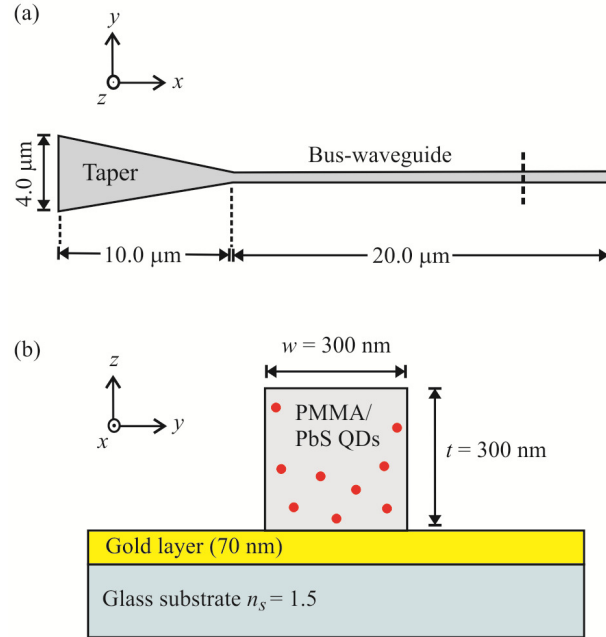 (a)
y
z
x
4.0 μm
Taper
Bus-waveguide
10.0 μm
20.0 μm
(b)
z
x
y
w = 300 nm
PMMA/
PbS QDs
t = 300 nm
Gold layer (70 nm)
Glass substrate nₛ = 1.5